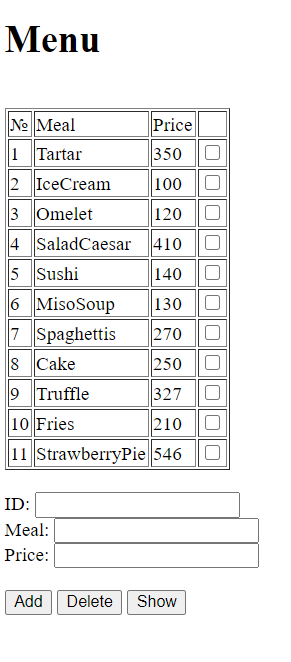 Menu
№ Meal Price
1 Tartar 350
2 IceCream 100
3 Omelet 120
4 SaladCaesar 410
5 Sushi 140
6 MisoSoup 130
7 Spaghettis 270
8 Cake 250
9 Truffle 327
10 Fries 210
11 StrawberryPie 546
ID:
Meal:
Price:
Add Delete Show